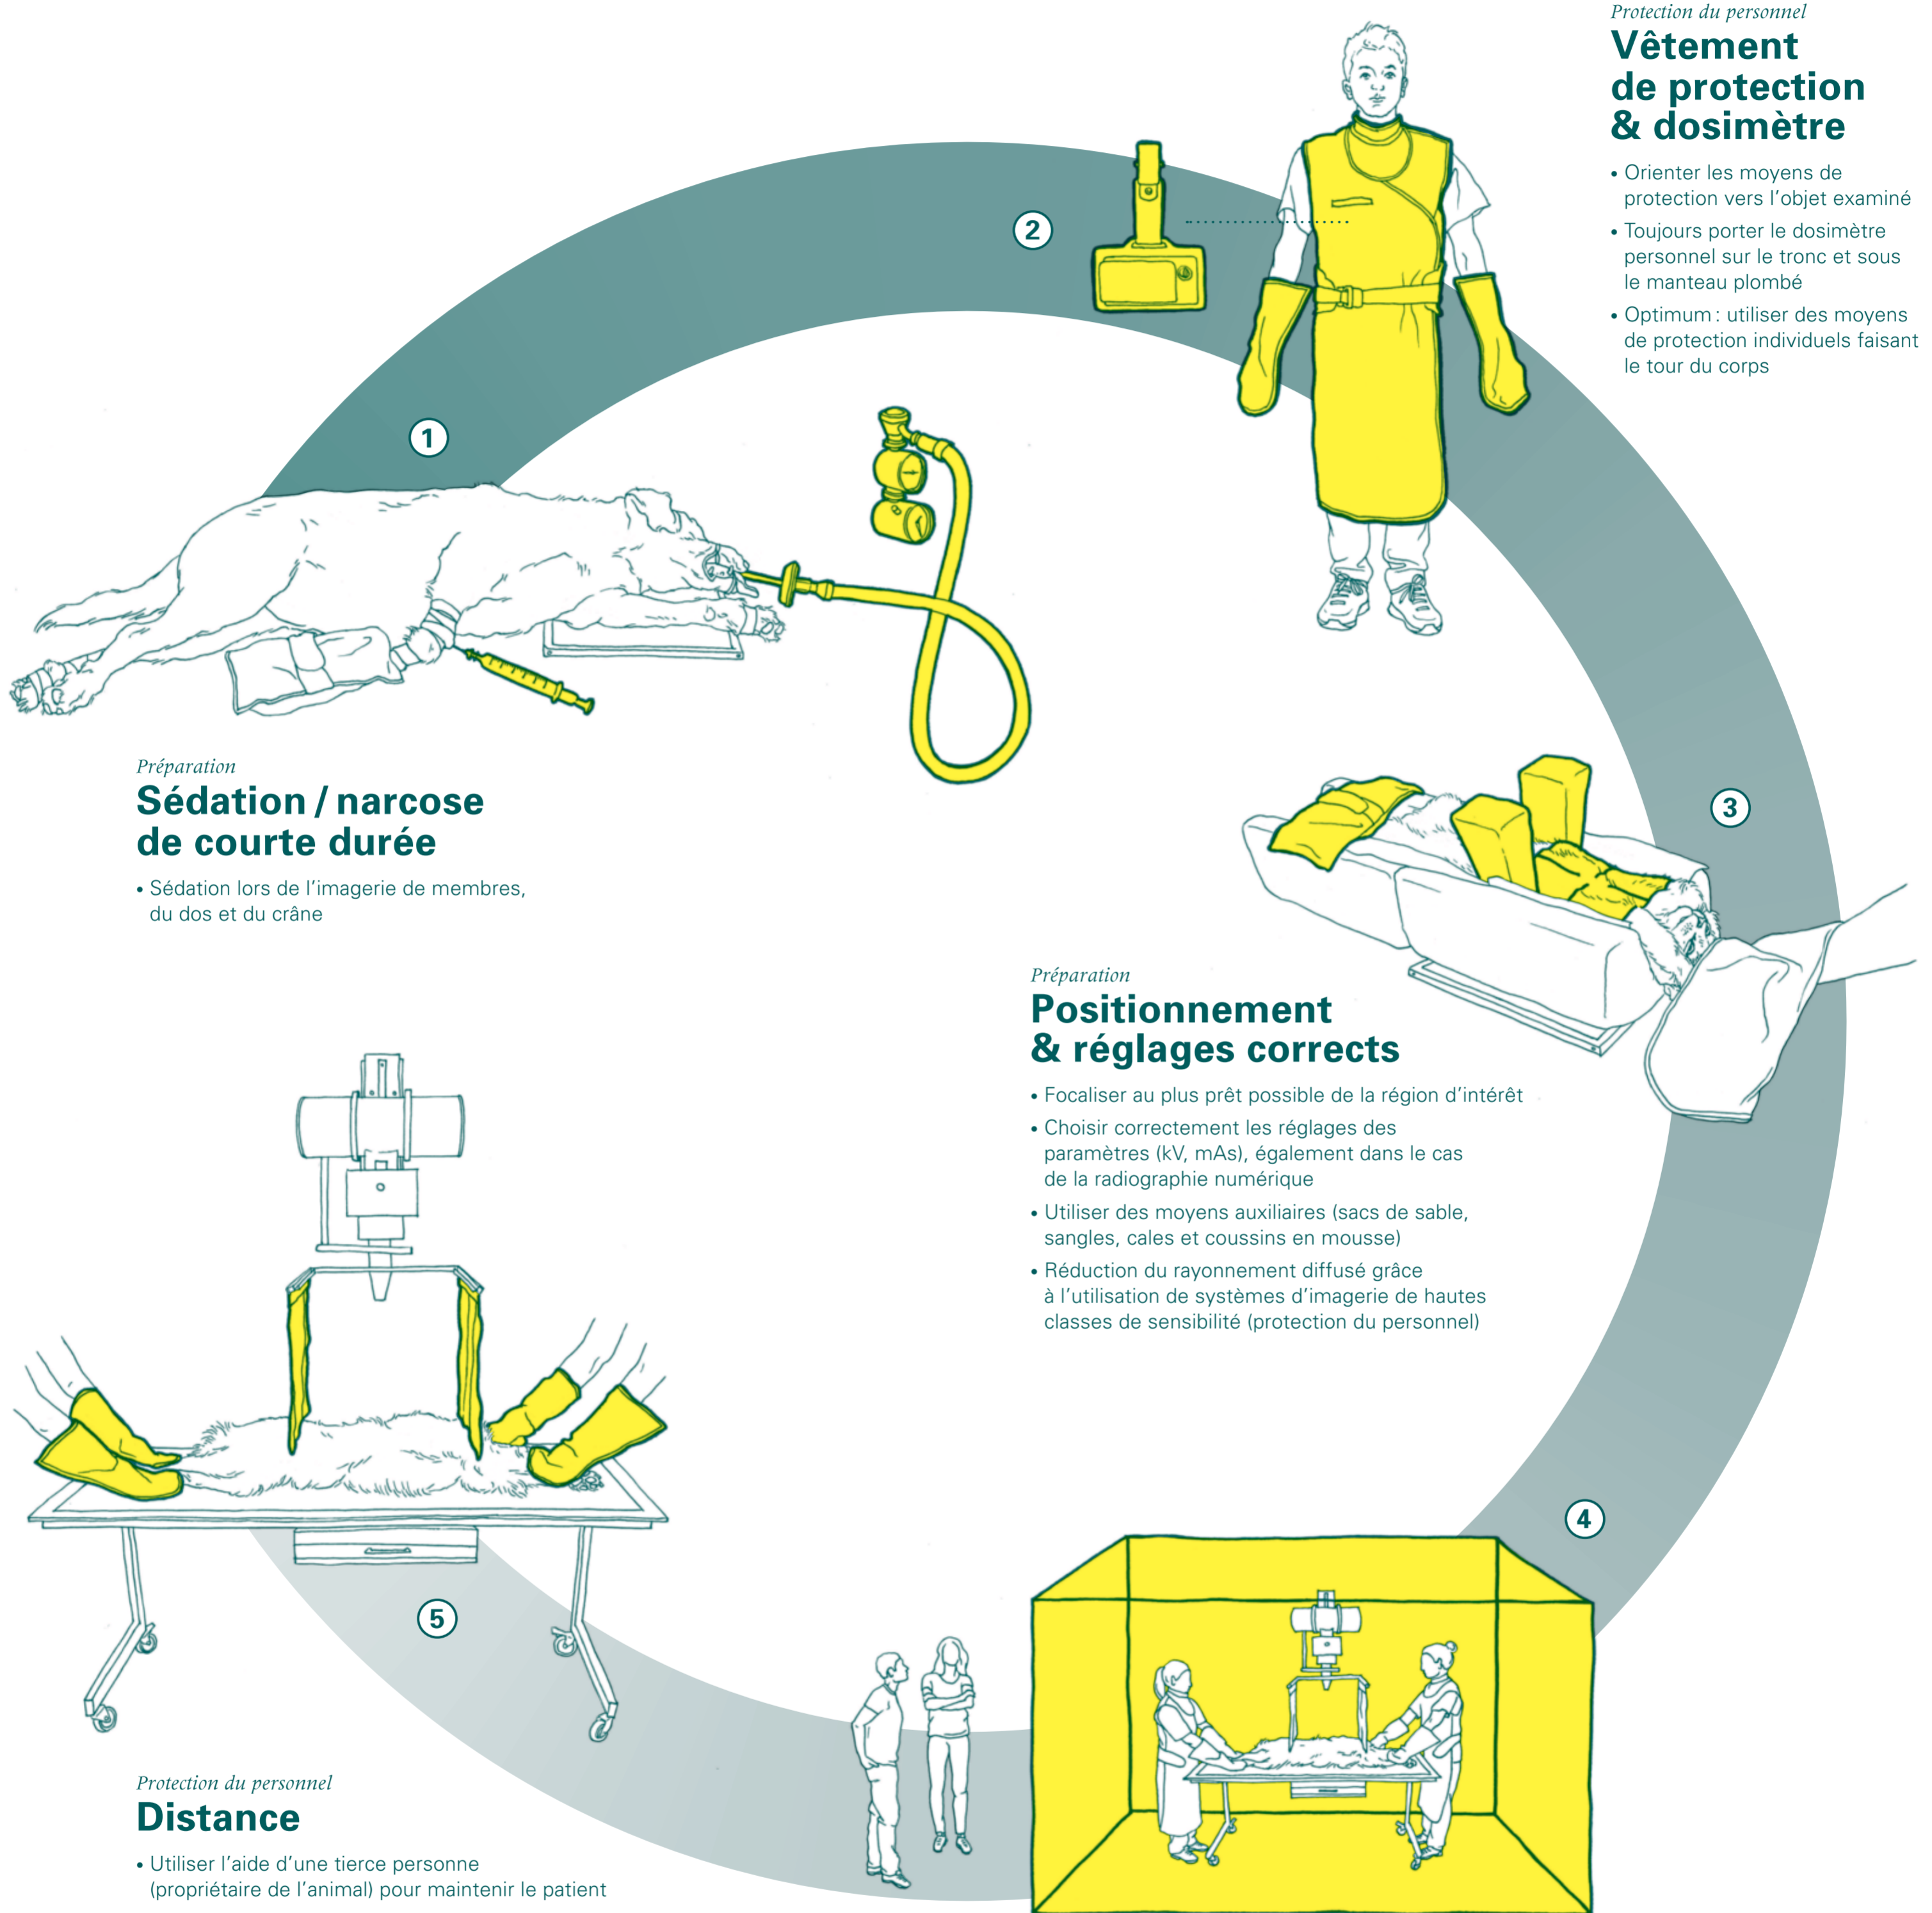 Protection du personnel
Vêtement
de protection
& dosimètre
• Orienter les moyens de
protection vers l'objet examiné
• Toujours porter le dosimètre
personnel sur le tronc et sous
le manteau plombé
• Optimum : utiliser des moyens
de protection individuels faisant
le tour du corps
2
1
Préparation
Sédation / narcose
de courte durée
• Sédation lors de l'imagerie de membres,
du dos et du crâne
3
Préparation
Positionnement
& réglages corrects
• Focaliser au plus prêt possible de la région d'intérêt
• Choisir correctement les réglages des
paramètres (kV, mAs), également dans le cas
de la radiographie numérique
• Utiliser des moyens auxiliaires (sacs de sable,
sangles, cales et coussins en mousse)
• Réduction du rayonnement diffusé grâce
à l'utilisation de systèmes d'imagerie de hautes
classes de sensibilité (protection du personnel)
4
5
Protection du personnel
Distance
• Utiliser l'aide d'une tierce personne
(propriétaire de l'animal) pour maintenir le patient